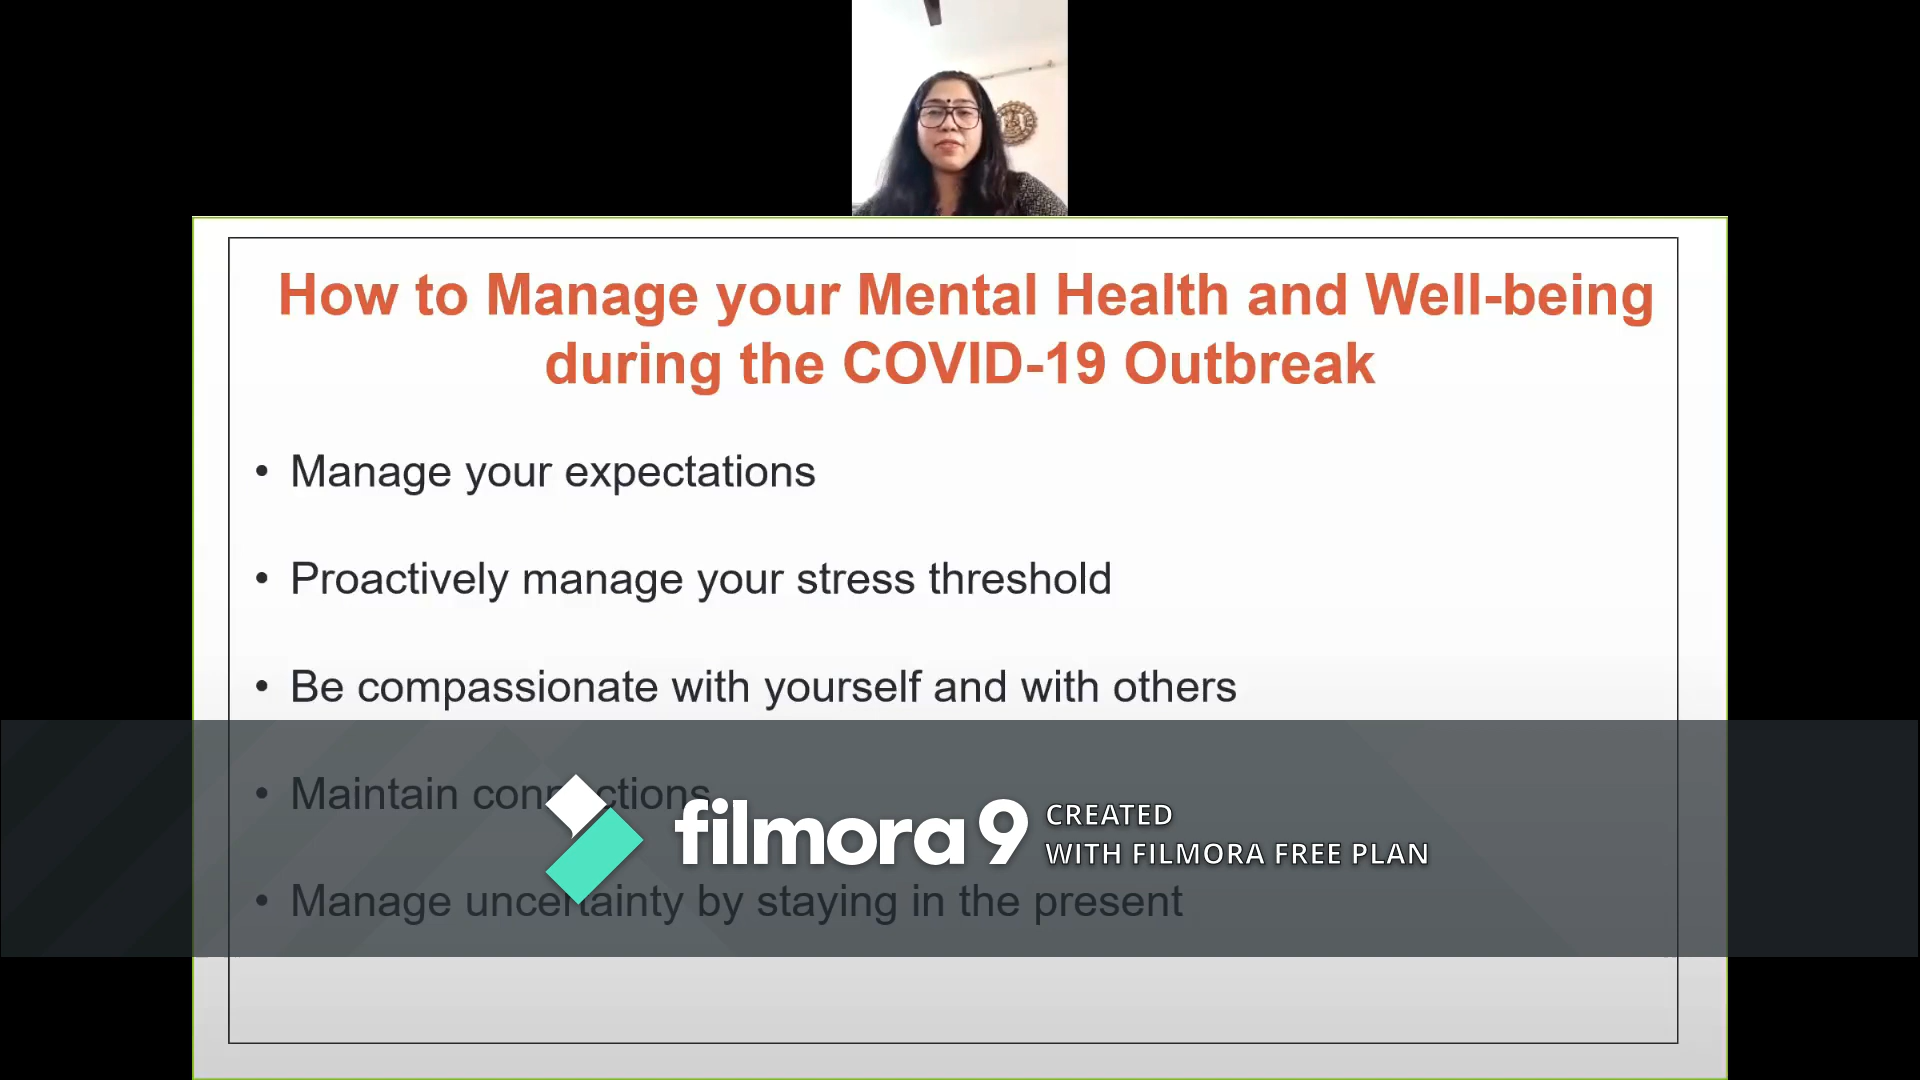 How to Manage your Mental Health and Well-being
during the COVID-19 Outbreak
• Manage your expectations
• Proactively manage your stress threshold
• Be compassionate with yourself and with others
• Maintain connections
filmora9 CREATED
WITH FILMORA FREE PLAN
• Manage uncertainty by staying in the present